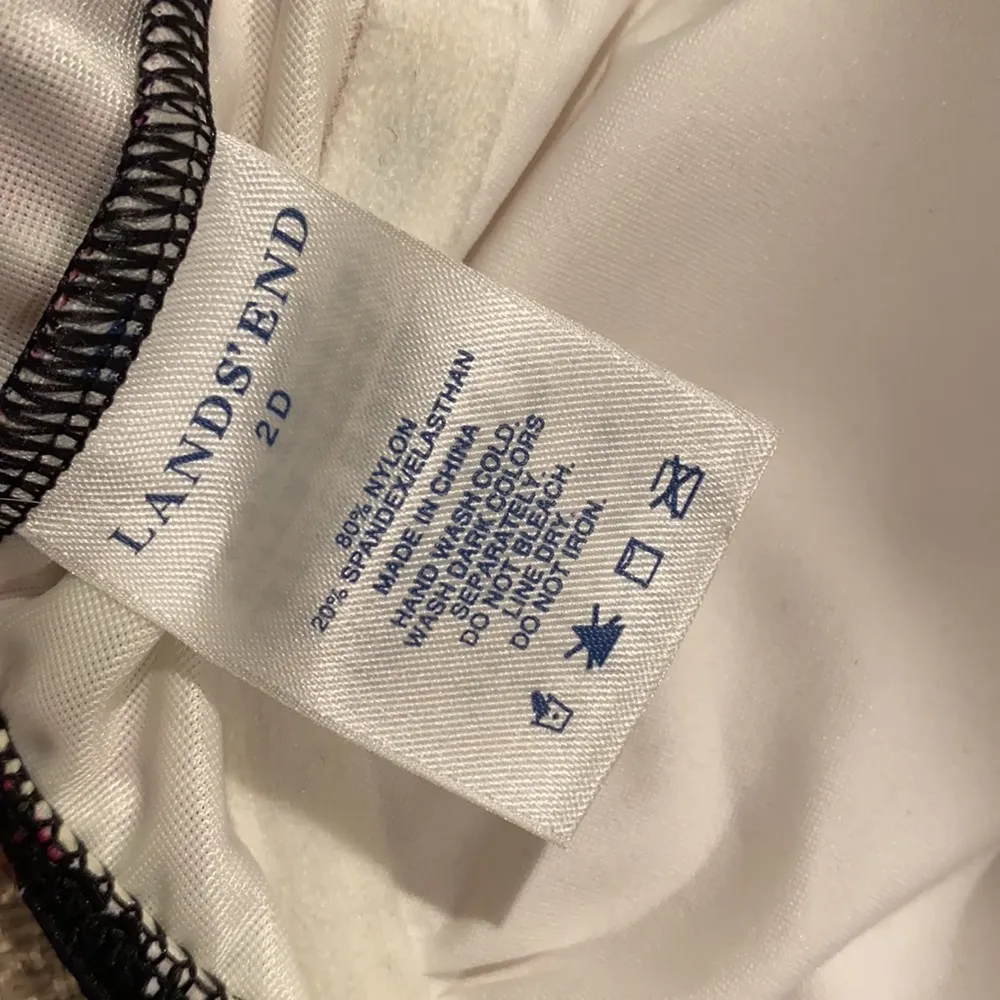 LANDS' END
2D
80% NYLON
20% SPANDEX/ELASTHAN
MADE IN CHINA
HAND WASH COLD.
WASH DARK COLORS
SEPARATELY.
DO NOT BLEACH.
LINE DRY.
DO NOT IRON.